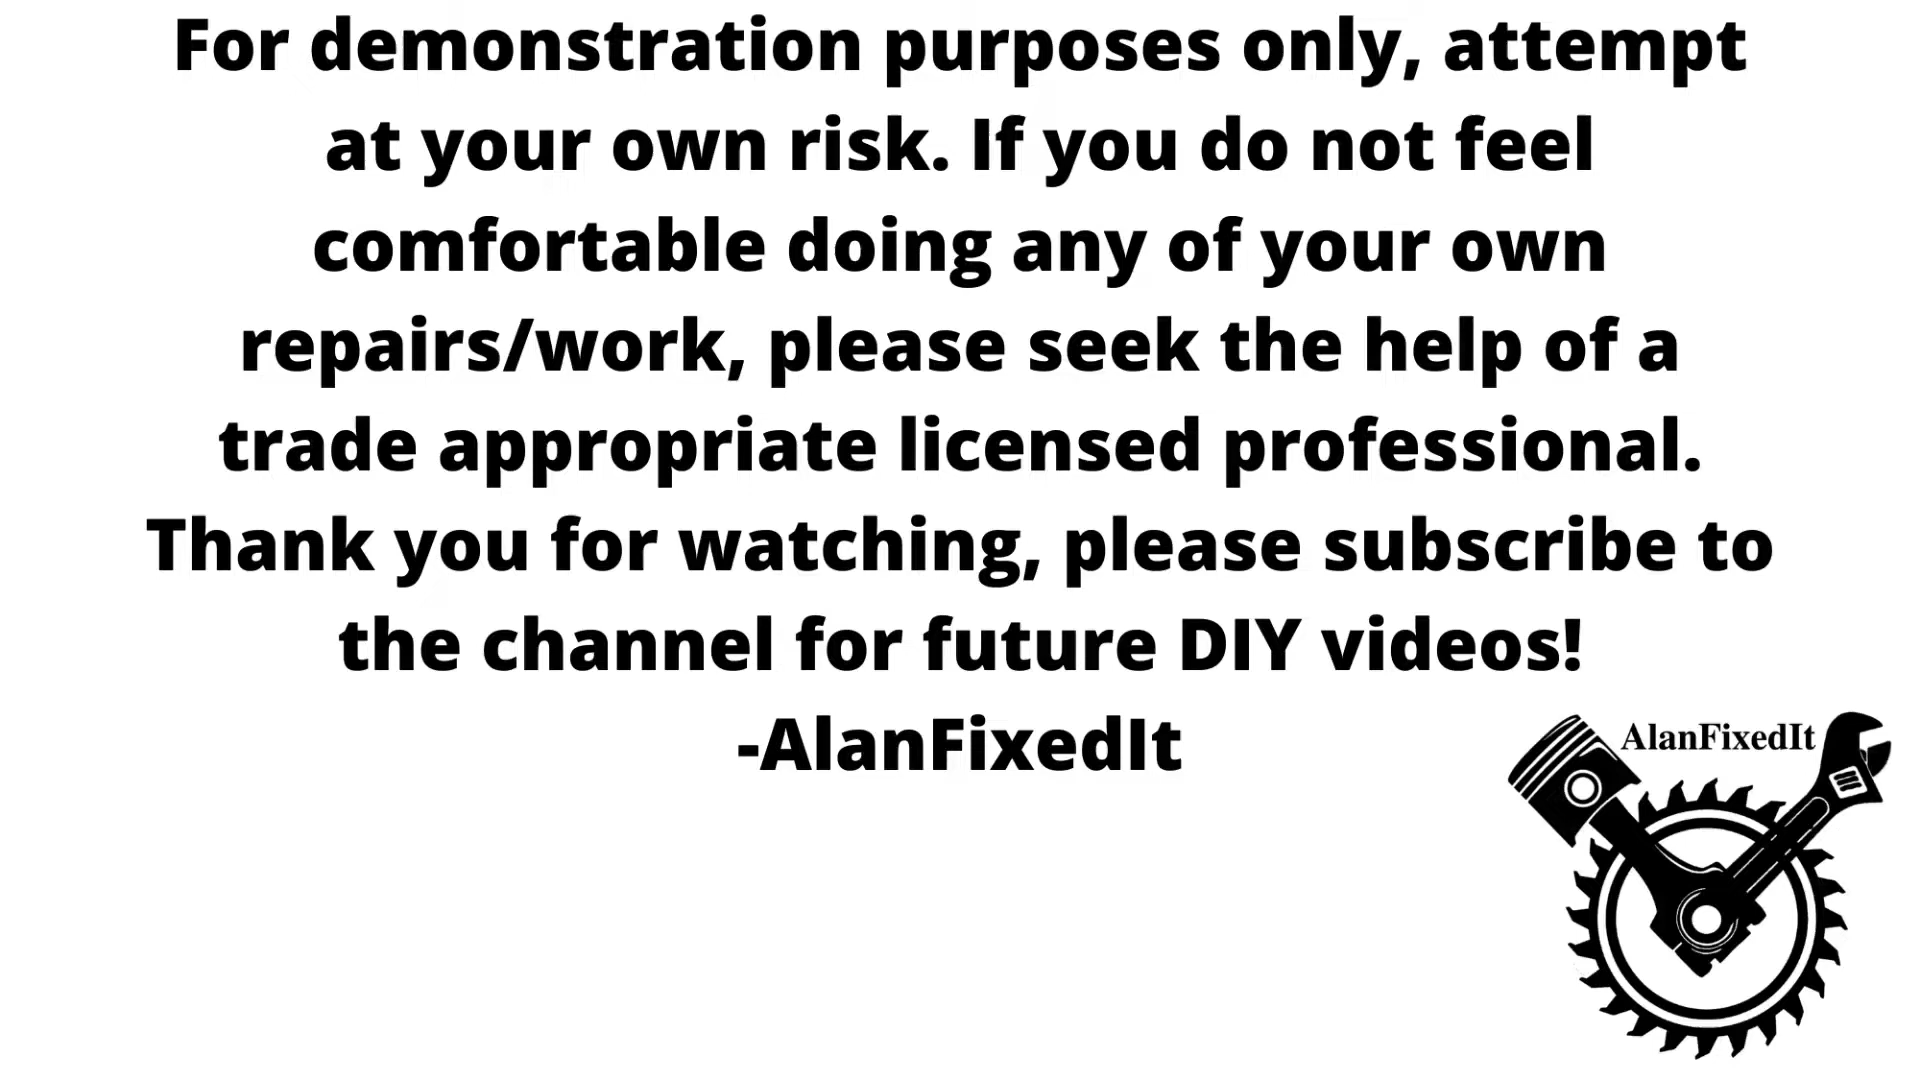 For demonstration purposes only, attempt
at your own risk. If you do not feel
comfortable doing any of your own
repairs/work, please seek the help of a
trade appropriate licensed professional.
Thank you for watching, please subscribe to
the channel for future DIY videos!
-AlanFixedIt
AlanFixedIt